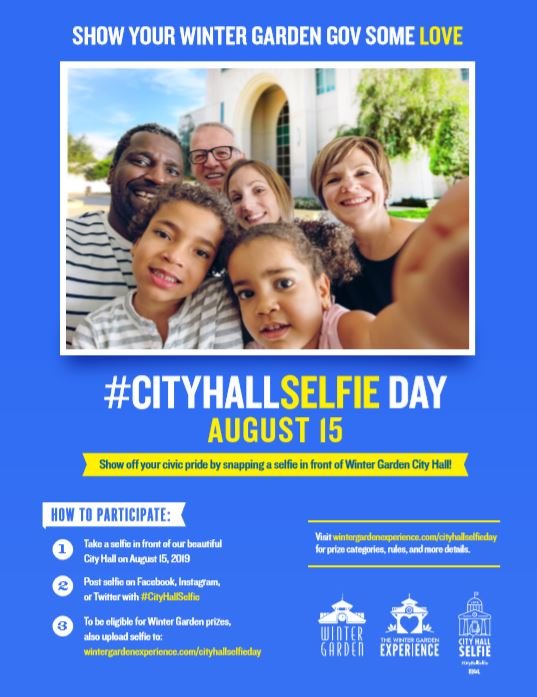 SHOW YOUR WINTER GARDEN GOV SOME LOVE
#CITYHALLSELFIE DAY
AUGUST 15
Show off your civic pride by snapping a selfie in front of Winter Garden City Hall!
HOW TO PARTICIPATE:
1 Take a selfie in front of our beautiful
City Hall on August 15, 2019
2 Post selfie on Facebook, Instagram,
or Twitter with #CityHallSelfie
3 To be eligible for Winter Garden prizes,
also upload selfie to:
wintergardenexperience.com/cityhallselfieday
Visit wintergardenexperience.com/cityhallselfieday
for prize categories, rules, and more details.
WINTER
GARDEN
THE WINTER GARDEN
EXPERIENCE
CITY HALL
SELFIE
#CityHallSelfie